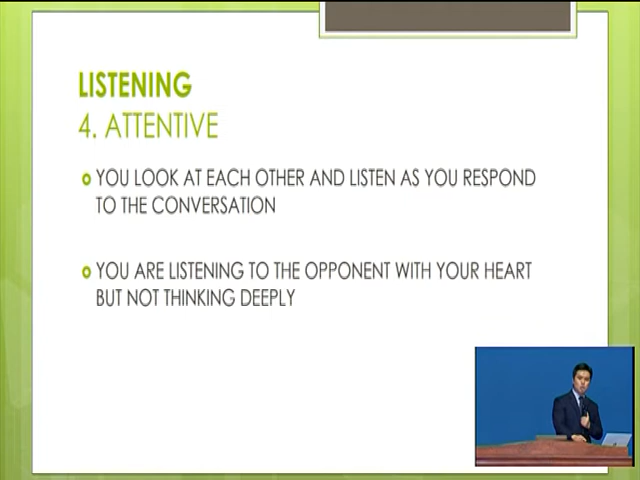 LISTENING
4. ATTENTIVE
YOU LOOK AT EACH OTHER AND LISTEN AS YOU RESPOND
TO THE CONVERSATION
YOU ARE LISTENING TO THE OPPONENT WITH YOUR HEART
BUT NOT THINKING DEEPLY